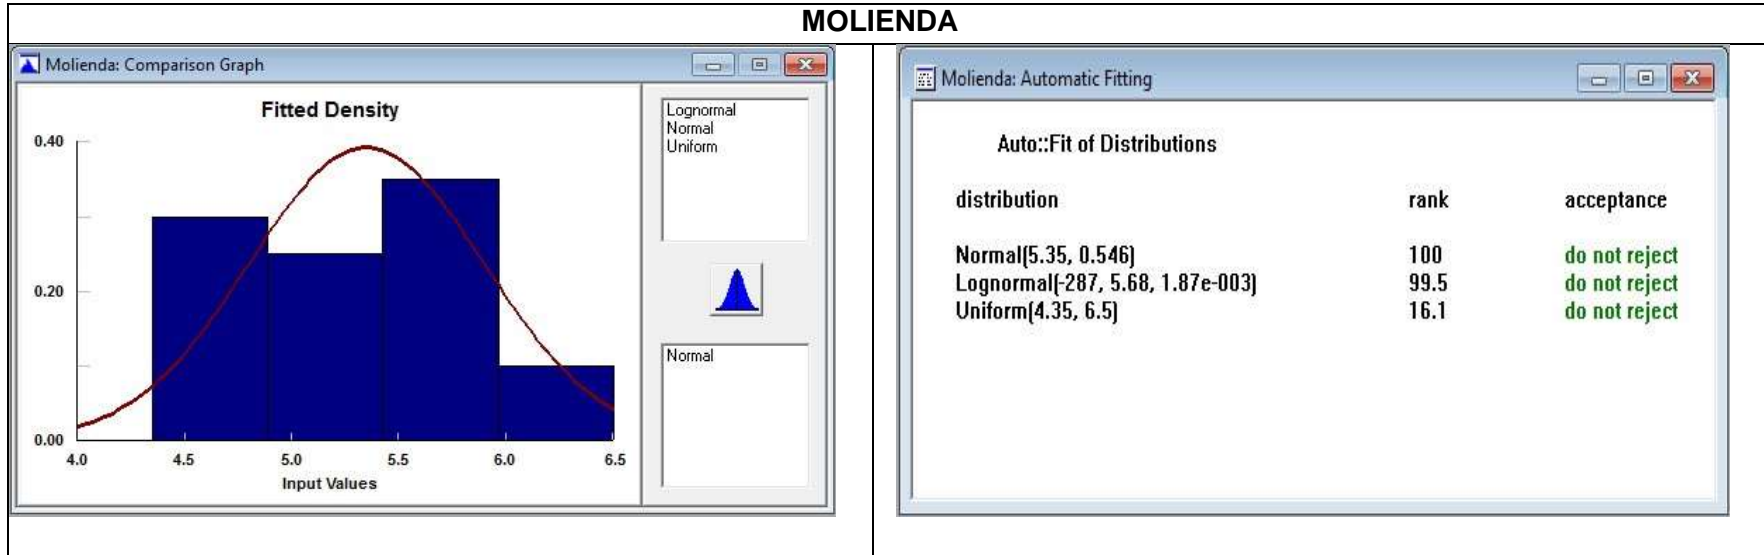 MOLIENDA
Molienda: Comparison Graph
Fitted Density
0.40
0.20
0.00
4.0 4.5 5.0 5.5 6.0 6.5
Input Values
Lognormal
Normal
Uniform
Normal
Molienda: Automatic Fitting
Auto::Fit of Distributions
distribution rank acceptance
Normal(5.35, 0.546) 100 do not reject
Lognormal(-287, 5.68, 1.87e-003) 99.5 do not reject
Uniform(4.35, 6.5) 16.1 do not reject